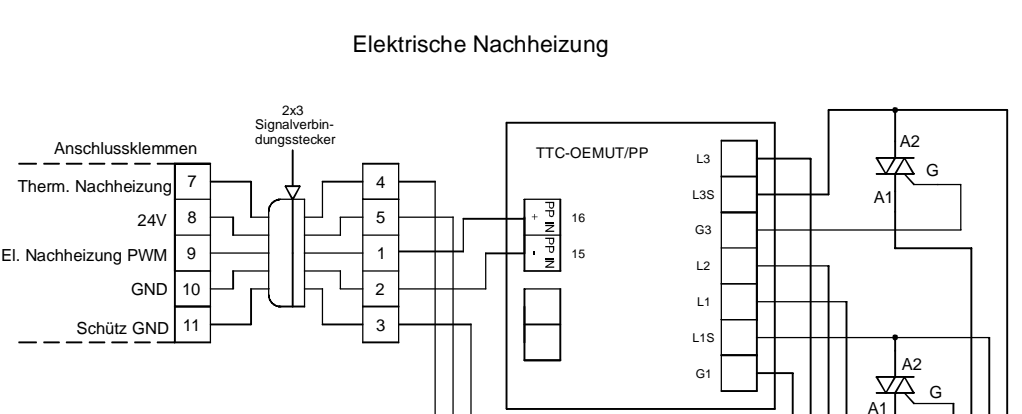 Elektrische Nachheizung
2x3
Signalverbin-
dungsstecker
Anschlussklemmen
Therm. Nachheizung 7
24V 8
El. Nachheizung PWM 9
GND 10
Schütz GND 11
4
5
1
2
3
TTC-OEMUT/PP
+ PP IN 16
- PP IN 15
L3
L3S
G3
L2
L1
L1S
G1
A2
G
A1
A2
G
A1